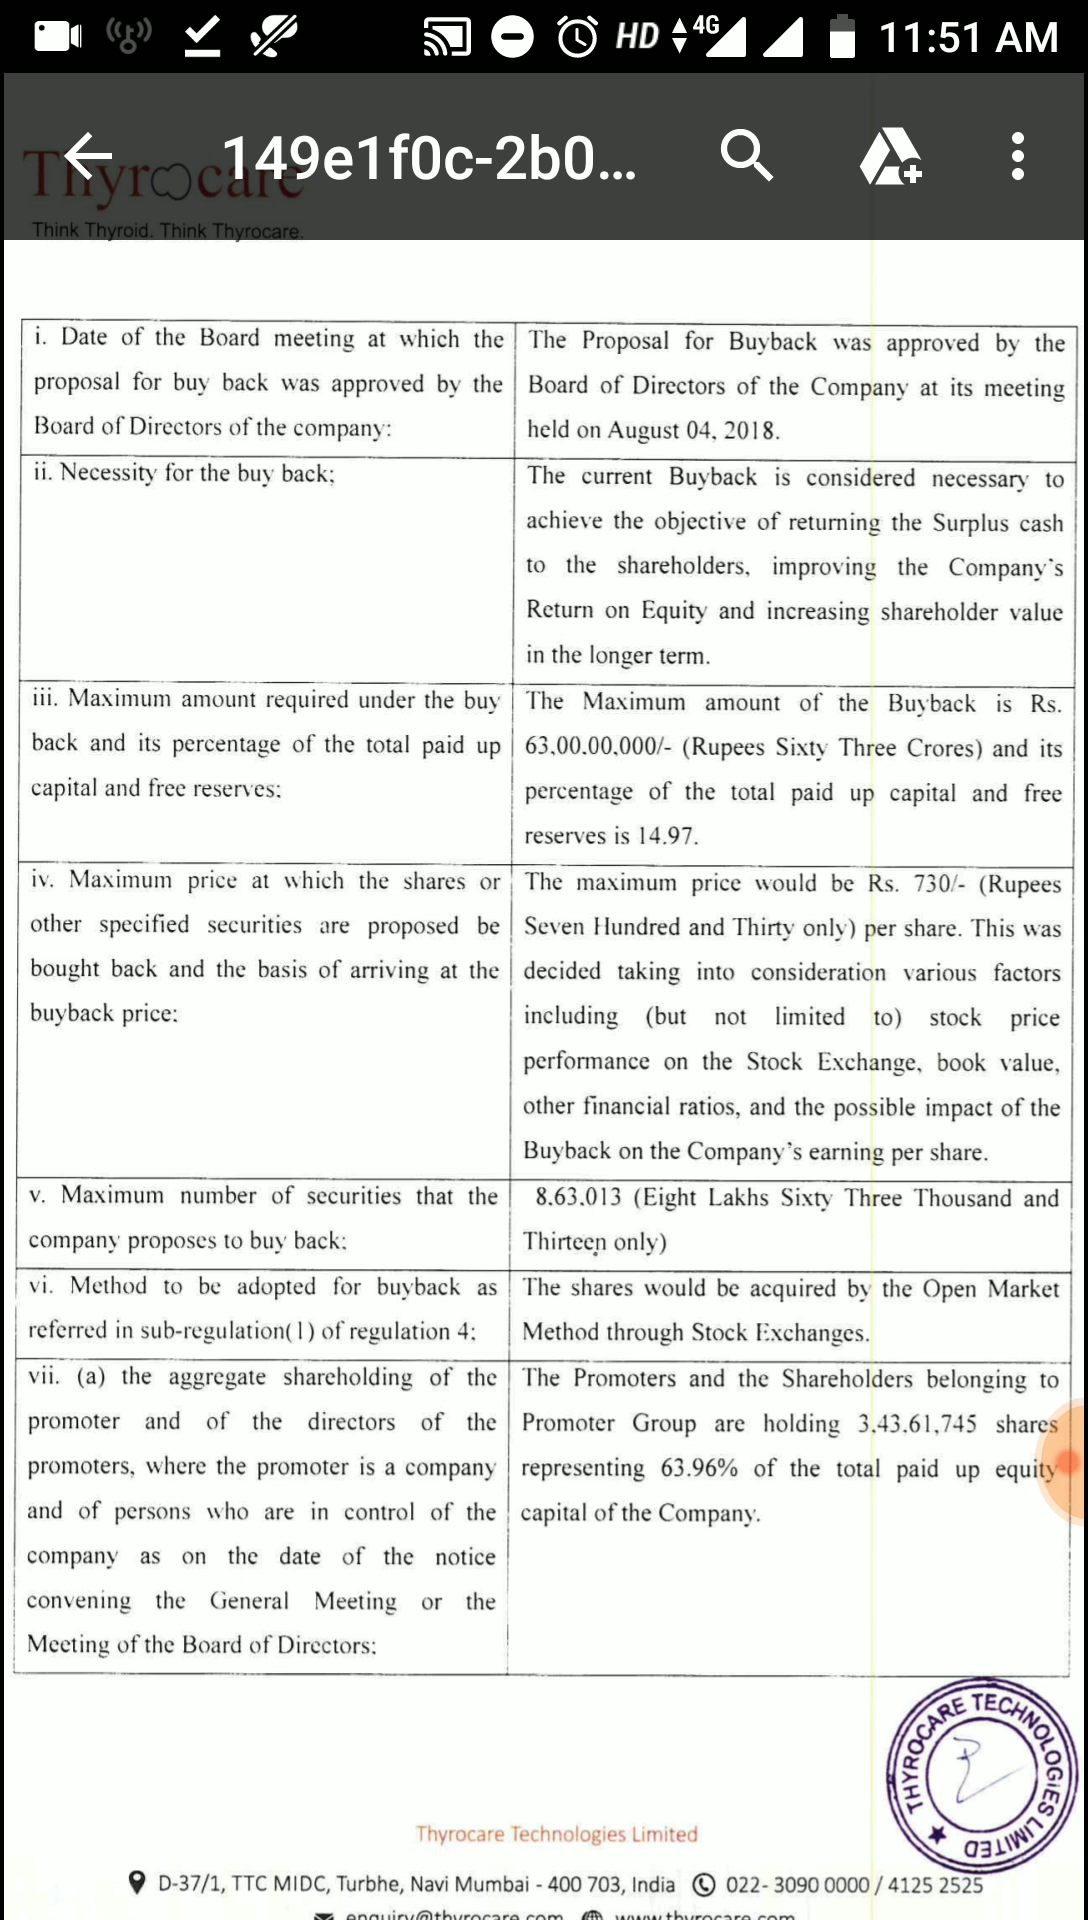 HD 4G 11:51 AM
149e1f0c-2b0...
Thyrocare
Think Thyroid. Think Thyrocare.
i. Date of the Board meeting at which the
proposal for buy back was approved by the
Board of Directors of the company:
The Proposal for Buyback was approved by the
Board of Directors of the Company at its meeting
held on August 04, 2018.
ii. Necessity for the buy back;
The current Buyback is considered necessary to
achieve the objective of returning the Surplus cash
to the shareholders, improving the Company's
Return on Equity and increasing shareholder value
in the longer term.
iii. Maximum amount required under the buy
back and its percentage of the total paid up
capital and free reserves:
The Maximum amount of the Buyback is Rs.
63,00,00,000/- (Rupees Sixty Three Crores) and its
percentage of the total paid up capital and free
reserves is 14.97.
iv. Maximum price at which the shares or
other specified securities are proposed be
bought back and the basis of arriving at the
buyback price:
The maximum price would be Rs. 730/- (Rupees
Seven Hundred and Thirty only) per share. This was
decided taking into consideration various factors
including (but not limited to) stock price
performance on the Stock Exchange, book value,
other financial ratios, and the possible impact of the
Buyback on the Company's earning per share.
v. Maximum number of securities that the
company proposes to buy back:
8,63,013 (Eight Lakhs Sixty Three Thousand and
Thirteen only)
vi. Method to be adopted for buyback as
referred in sub-regulation(1) of regulation 4:
The shares would be acquired by the Open Market
Method through Stock Exchanges.
vii. (a) the aggregate shareholding of the
promoter and of the directors of the
promoters, where the promoter is a company
and of persons who are in control of the
company as on the date of the notice
convening the General Meeting or the
Meeting of the Board of Directors:
The Promoters and the Shareholders belonging to
Promoter Group are holding 3,43,61,745 shares
representing 63.96% of the total paid up equity
capital of the Company.
THYROCARE TECHNOLOGIES LIMITED
Thyrocare Technologies Limited
D-37/1, TTC MIDC, Turbhe, Navi Mumbai - 400 703, India 022- 3090 0000 / 4125 2525
enquiry@thyrocare.com www.thyrocare.com